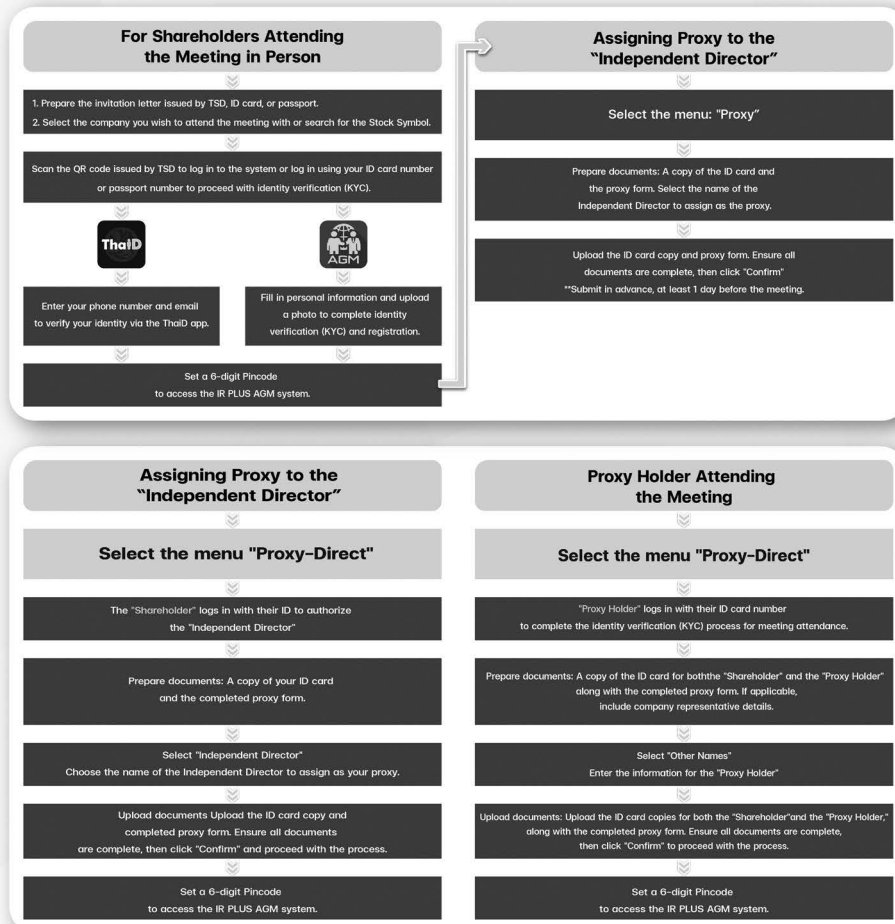 For Shareholders Attending
the Meeting in Person
1. Prepare the invitation letter issued by TSD, ID card, or passport.
2. Select the company you wish to attend the meeting with or search for the Stock Symbol.
Scan the QR code issued by TSD to log in to the system or log in using your ID card number
or passport number to proceed with identity verification (KYC).
ThaID
AGM
Enter your phone number and email
to verify your identity via the ThaiD app.
Fill in personal information and upload
a photo to complete identity
verification (KYC) and registration.
Set a 6-digit Pincode
to access the IR PLUS AGM system.
Assigning Proxy to the
“Independent Director”
Select the menu: "Proxy”
Prepare documents: A copy of the ID card and
the proxy form. Select the name of the
Independent Director to assign as the proxy.
Upload the ID card copy and proxy form. Ensure all
documents are complete, then click "Confirm"
**Submit in advance, at least 1 day before the meeting.
Assigning Proxy to the
“Independent Director”
Select the menu "Proxy-Direct"
The "Shareholder" logs in with their ID to authorize
the "Independent Director"
Prepare documents: A copy of your ID card
and the completed proxy form.
Select "Independent Director"
Choose the name of the Independent Director to assign as your proxy.
Upload documents Upload the ID card copy and
completed proxy form. Ensure all documents
are complete, then click "Confirm" and proceed with the process.
Set a 6-digit Pincode
to access the IR PLUS AGM system.
Proxy Holder Attending
the Meeting
Select the menu "Proxy-Direct"
"Proxy Holder" logs in with their ID card number
to complete the identity verification (KYC) process for meeting attendance.
Prepare documents: A copy of the ID card for boththe "Shareholder" and the "Proxy Holder"
along with the completed proxy form. If applicable,
include company representative details.
Select "Other Names"
Enter the information for the "Proxy Holder"
Upload documents: Upload the ID card copies for both the "Shareholder"and the "Proxy Holder,"
along with the completed proxy form. Ensure all documents are complete,
then click "Confirm" to proceed with the process.
Set a 6-digit Pincode
to access the IR PLUS AGM system.